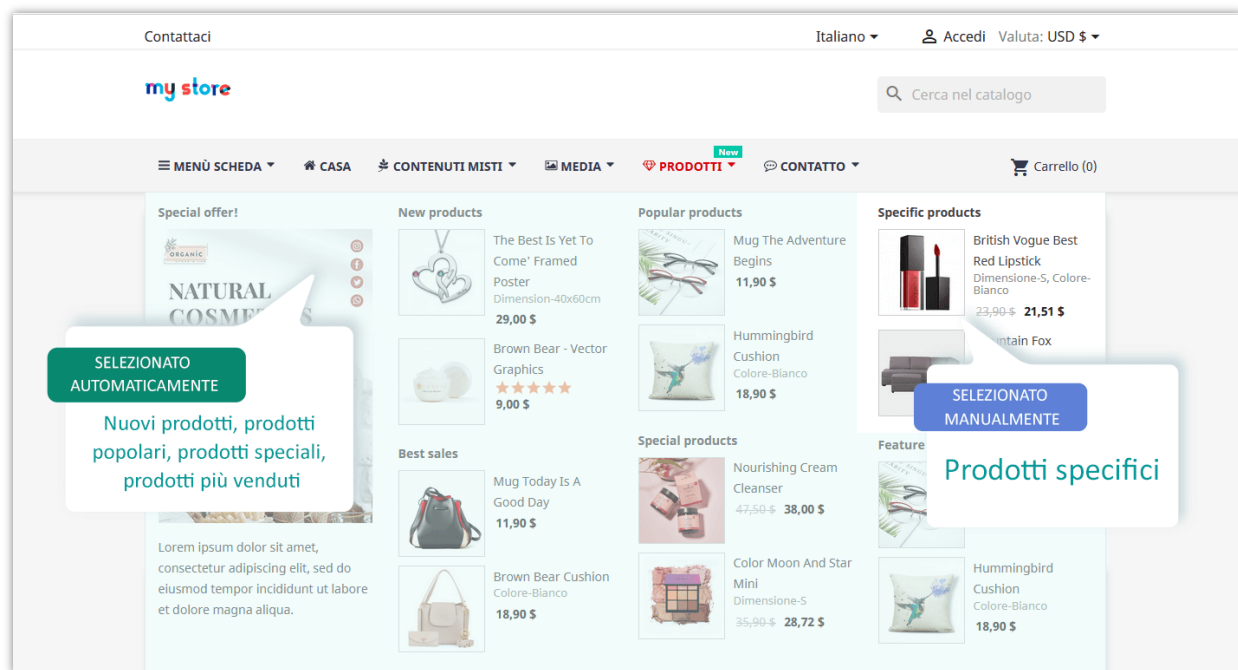 Contattaci
Italiano
Accedi
Valuta: USD $
my store
Cerca nel catalogo
MENÙ SCHEDA
CASA
CONTENUTI MISTI
MEDIA
New
PRODOTTI
CONTATTO
Carrello (0)
Special offer!
ORGANIC
NATURAL
SELEZIONATO
AUTOMATICAMENTE
Nuovi prodotti, prodotti
popolari, prodotti speciali,
prodotti più venduti
Lorem ipsum dolor sit amet,
consectetur adipiscing elit, sed do
eiusmod tempor incididunt ut labore
et dolore magna aliqua.
New products
The Best Is Yet To
Come' Framed
Poster
Dimension-40x60cm
29,00 $
Brown Bear - Vector
Graphics
9,00 $
Best sales
Mug Today Is A
Good Day
11,90 $
Brown Bear Cushion
Colore-Bianco
18,90 $
Popular products
Mug The Adventure
Begins
11,90 $
Hummingbird
Cushion
Colore-Bianco
18,90 $
Special products
Nourishing Cream
Cleanser
47,50 $ 38,00 $
Color Moon And Star
Mini
Dimensione-S
35,90 $ 28,72 $
Specific products
British Vogue Best
Red Lipstick
Dimensione-S, Colore-
Bianco
23,90 $ 21,51 $
Fox
SELEZIONATO
MANUALMENTE
Prodotti specifici
Feature
Hummingbird
Cushion
Colore-Bianco
18,90 $